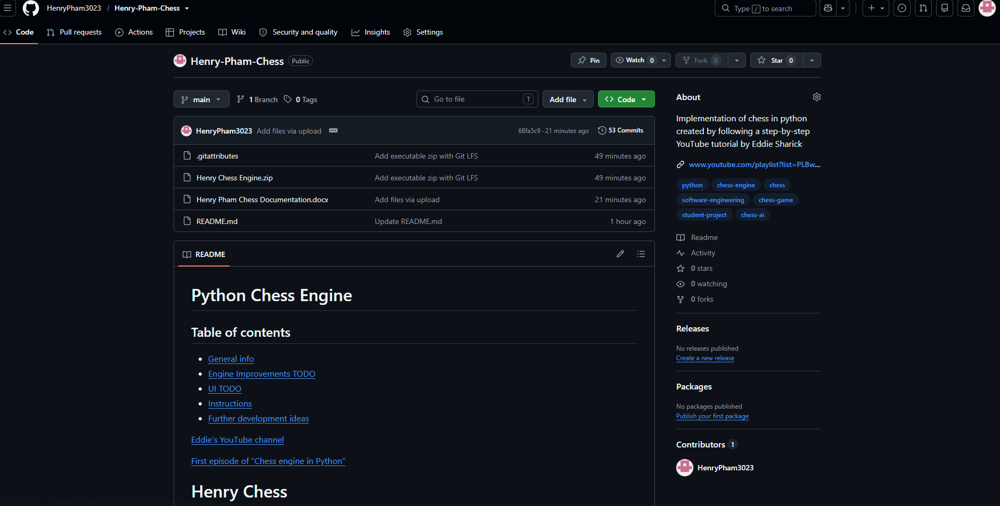 HenryPham3023 / Henry-Pham-Chess
Type / to search
Code Pull requests Actions Projects Wiki Security and quality Insights Settings
Henry-Pham-Chess Public
Pin Watch 0 Fork 0 Star 0
main 1 Branch 0 Tags
Go to file T Add file Code
HenryPham3023 Add files via upload 68fa5c9 · 21 minutes ago 53 Commits
.gitattributes Add executable zip with Git LFS 49 minutes ago
Henry Chess Engine.zip Add executable zip with Git LFS 49 minutes ago
Henry Pham Chess Documentation.docx Add files via upload 21 minutes ago
README.md Update README.md 1 hour ago
README
Python Chess Engine
Table of contents
General info
Engine Improvements TODO
UI TODO
Instructions
Further development ideas
Eddie's YouTube channel
First episode of "Chess engine in Python"
Henry Chess
About
Implementation of chess in python
created by following a step-by-step
YouTube tutorial by Eddie Sharick
www.youtube.com/playlist?list=PLBw...
python chess-engine chess
software-engineering chess-game
student-project chess-ai
Readme
Activity
0 stars
0 watching
0 forks
Releases
No releases published
Create a new release
Packages
No packages published
Publish your first package
Contributors 1
HenryPham3023